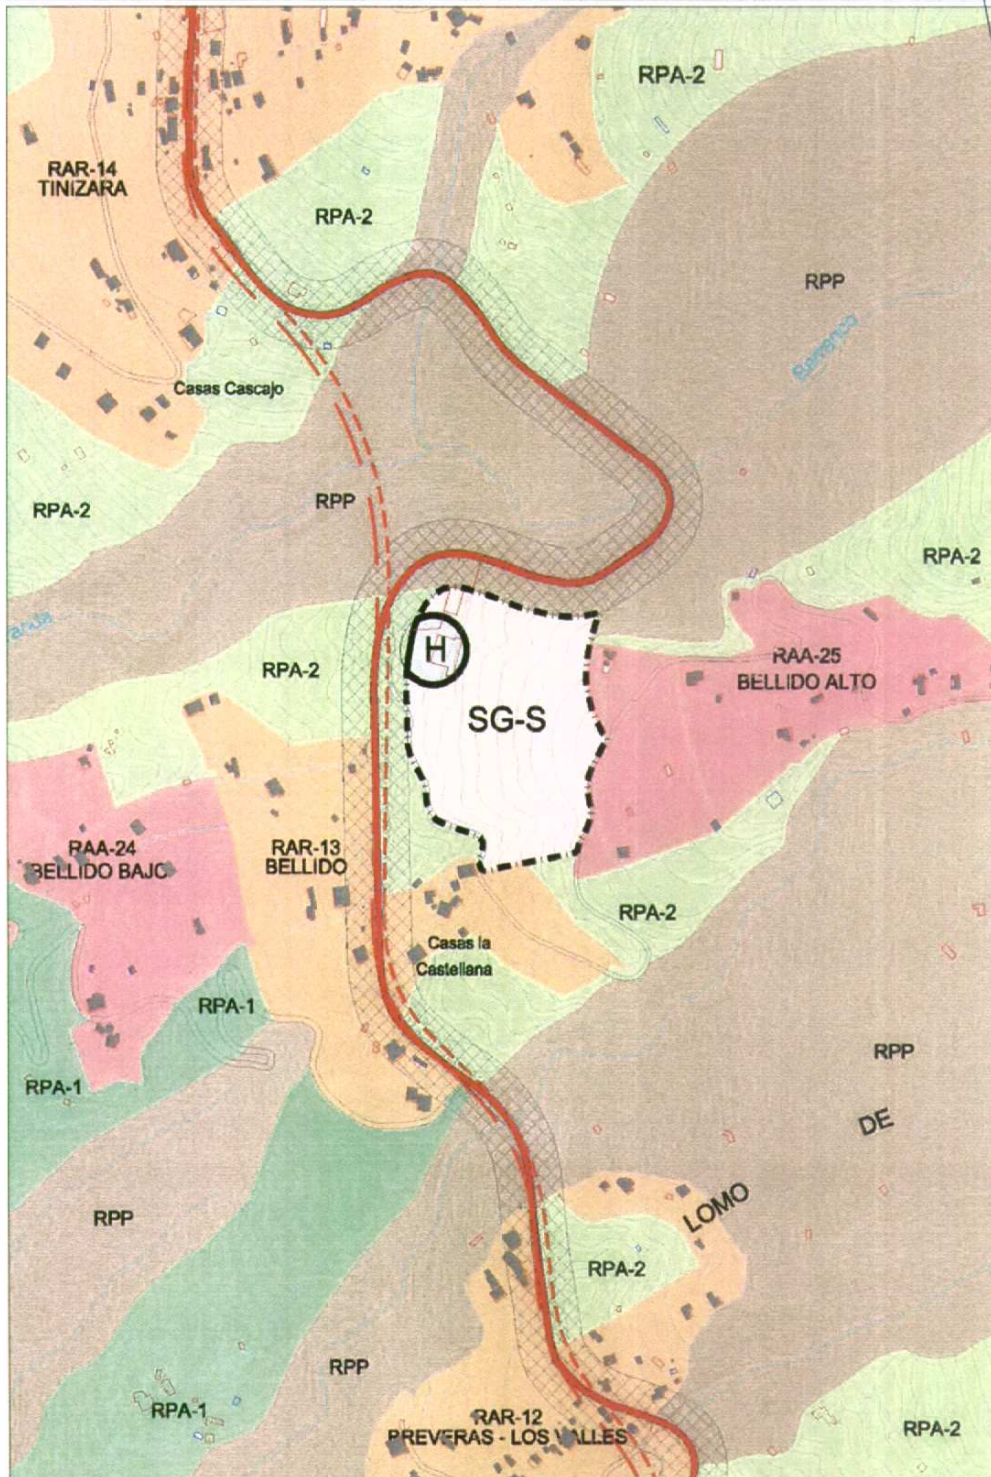 RPA-2
RAR-14
TINIZARA
RPA-2
RPP
Barranco
Casas Cascajo
RPP
RPA-2
RPA-2
H
RPA-2
RAA-25
BELLIDO ALTO
SG-S
RAA-24
BELLIDO BAJO
RAR-13
BELLIDO
RPA-2
Casas la
Castellana
RPA-1
RPP
RPA-1
DE
LOMO
RPP
RPA-2
RPP
RPA-1
RAR-12
BREVERAS - LOS VALLES
RPA-2